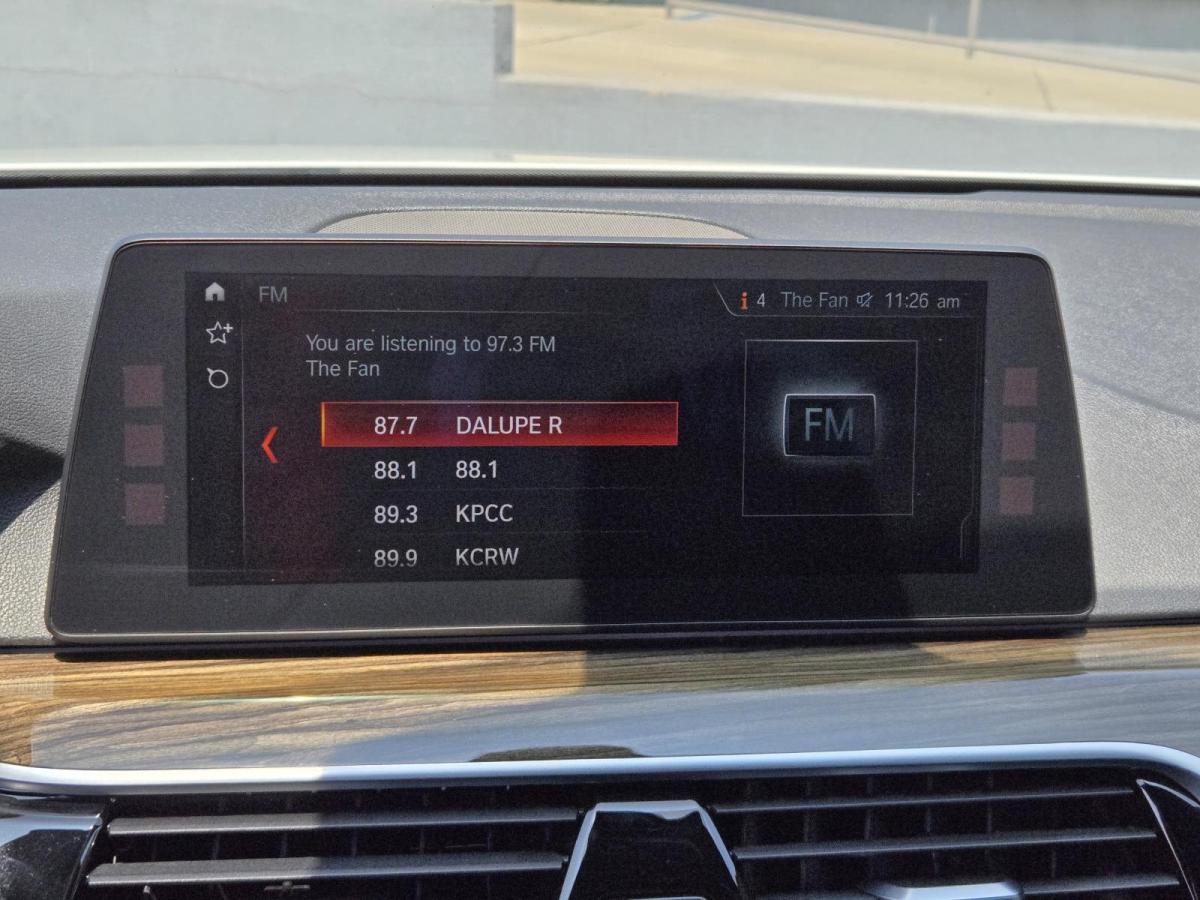 FM
i 4 The Fan 11:26 am
You are listening to 97.3 FM
The Fan
87.7 DALUPE R
88.1 88.1
89.3 KPCC
89.9 KCRW
FM